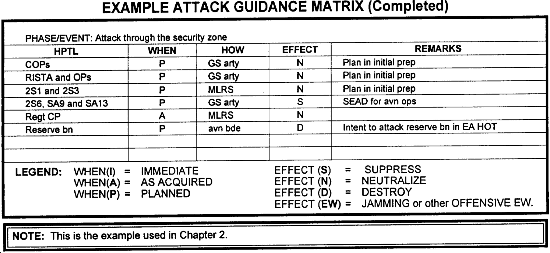 EXAMPLE ATTACK GUIDANCE MATRIX (Completed)
PHASE/EVENT: Attack through the security zone
HPTL WHEN HOW EFFECT REMARKS
COPs P GS arty N Plan in initial prep
RISTA and OPs P GS arty N Plan in initial prep
2S1 and 2S3 P MLRS N Plan in initial prep
2S6, SA9 and SA13 P GS arty S SEAD for avn ops
Regt CP A MLRS N
Reserve bn P avn bde D Intent to attack reserve bn in EA HOT
LEGEND: WHEN(I) = IMMEDIATE EFFECT (S) = SUPPRESS
WHEN(A) = AS ACQUIRED EFFECT (N) = NEUTRALIZE
WHEN(P) = PLANNED EFFECT (D) = DESTROY
EFFECT (EW) = JAMMING or other OFFENSIVE EW.
NOTE: This is the example used in Chapter 2.